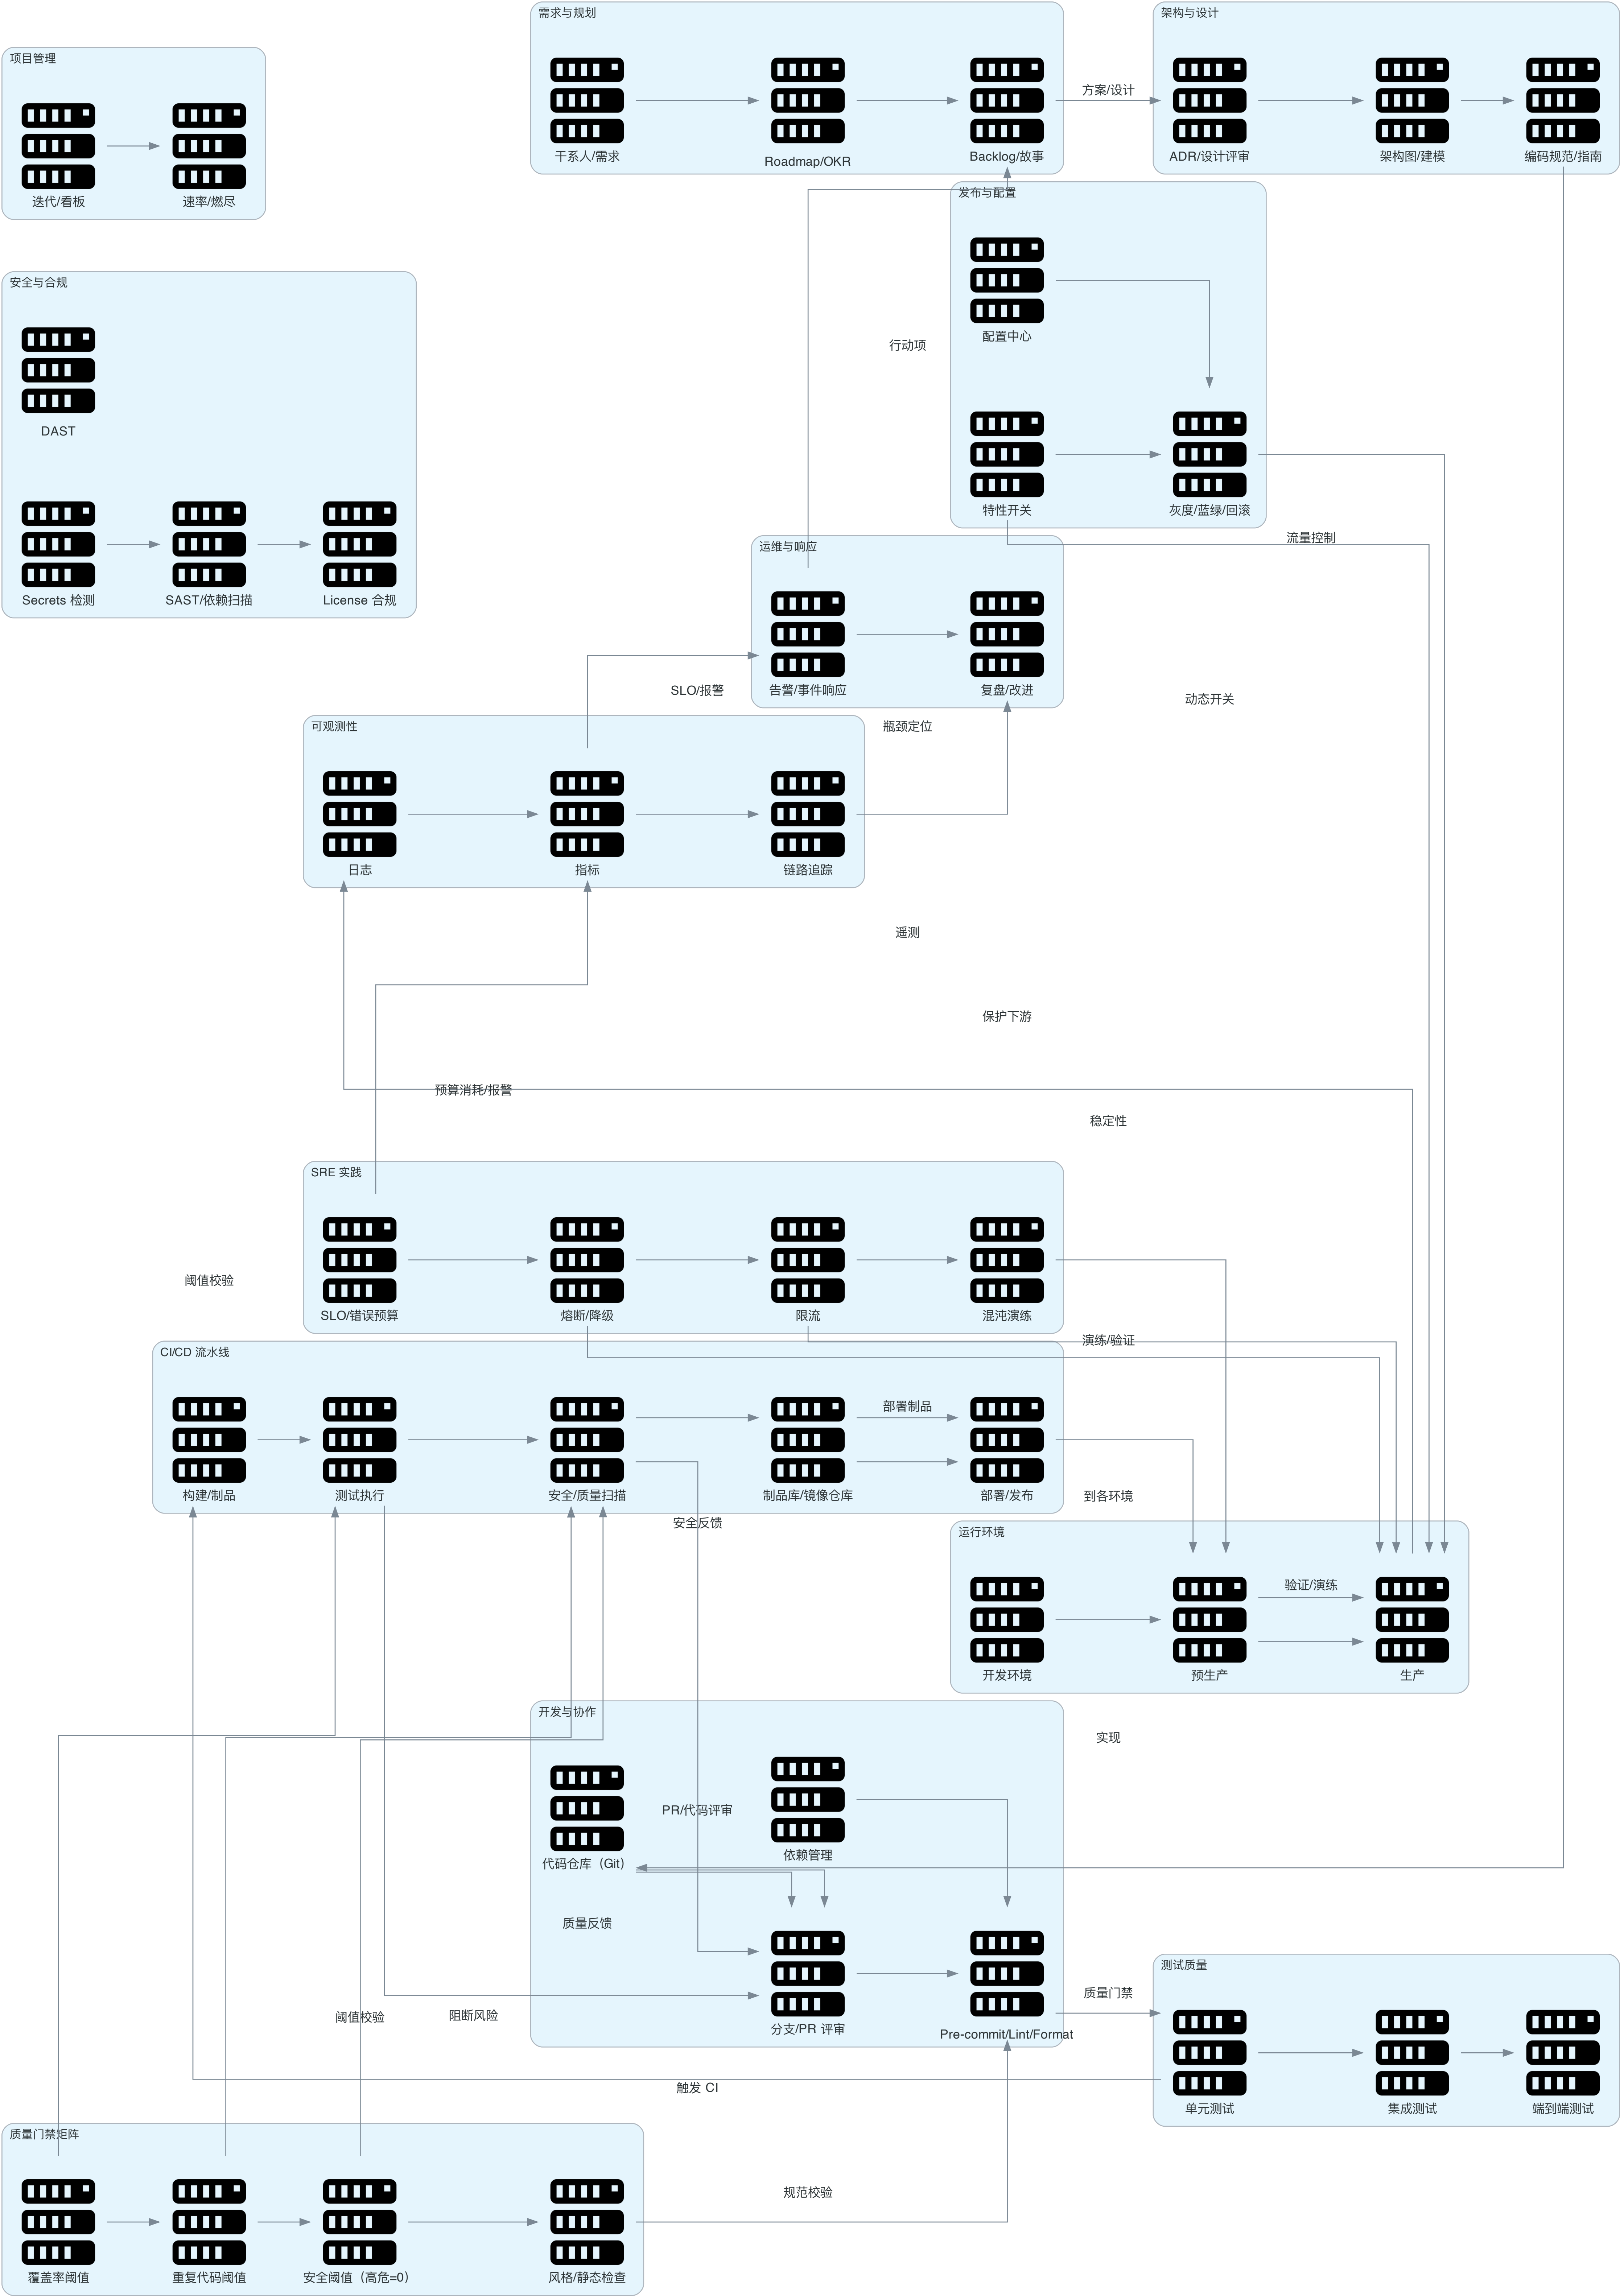 需求与规划
架构与设计
项目管理
方案/设计
干系人/需求
Roadmap/OKR
Backlog/故事
ADR/设计评审
架构图/建模
编码规范/指南
迭代/看板
速率/燃尽
发布与配置
安全与合规
配置中心
行动项
DAST
特性开关
灰度/蓝绿/回滚
流量控制
运维与响应
Secrets 检测
SAST/依赖扫描
License 合规
SLO/报警
告警/事件响应
复盘/改进
动态开关
可观测性
瓶颈定位
日志
指标
链路追踪
遥测
保护下游
预算消耗/报警
稳定性
SRE 实践
阈值校验
SLO/错误预算
熔断/降级
限流
混沌演练
演练/验证
CI/CD 流水线
部署制品
构建/制品
测试执行
安全/质量扫描
制品库/镜像仓库
部署/发布
到各环境
安全反馈
运行环境
验证/演练
开发环境
预生产
生产
开发与协作
实现
PR/代码评审
代码仓库（Git）
依赖管理
质量反馈
测试质量
质量门禁
阈值校验
阻断风险
分支/PR 评审
Pre-commit/Lint/Format
触发 CI
单元测试
集成测试
端到端测试
质量门禁矩阵
规范校验
覆盖率阈值
重复代码阈值
安全阈值（高危=0）
风格/静态检查